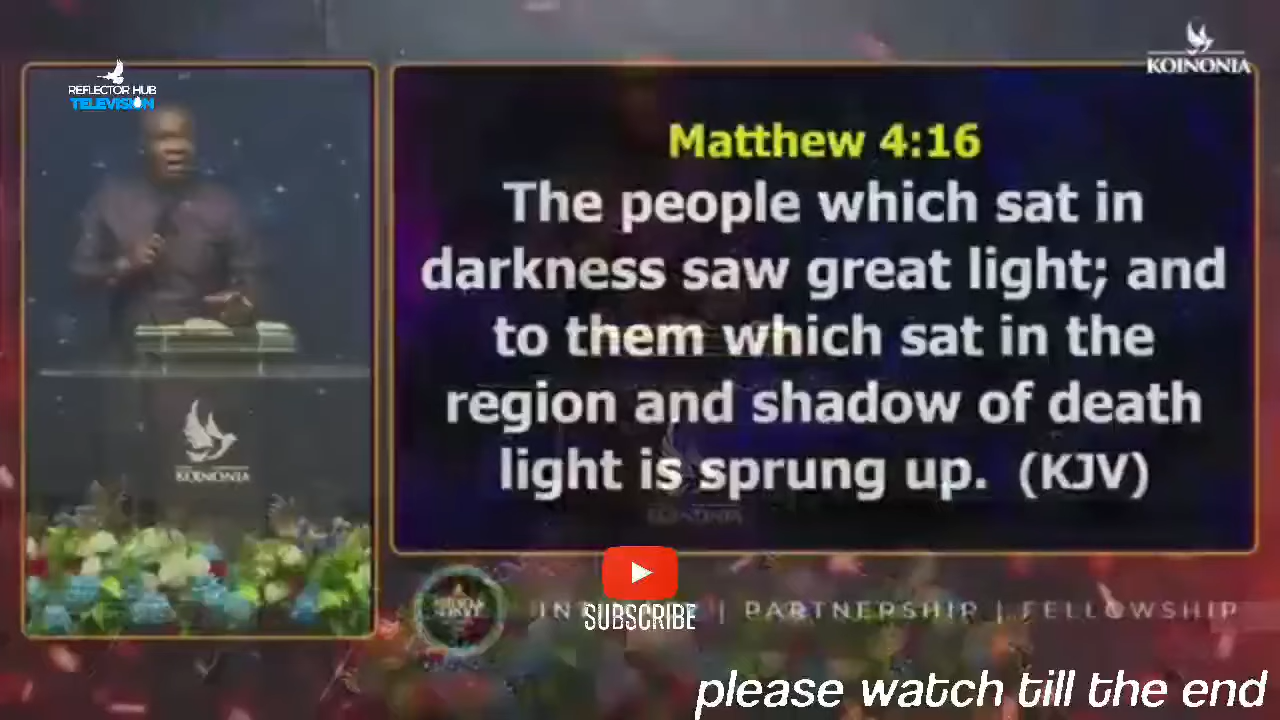 KOINONIA
REFLECTOR HUB
TELEVISION
Matthew 4:16
The people which sat in
darkness saw great light; and
to them which sat in the
region and shadow of death
light is sprung up. (KJV)
KOINONIA
KOINONIA
| PARTNERSHIP | FELLOWSHIP
SUBSCRIBE
please watch till the end